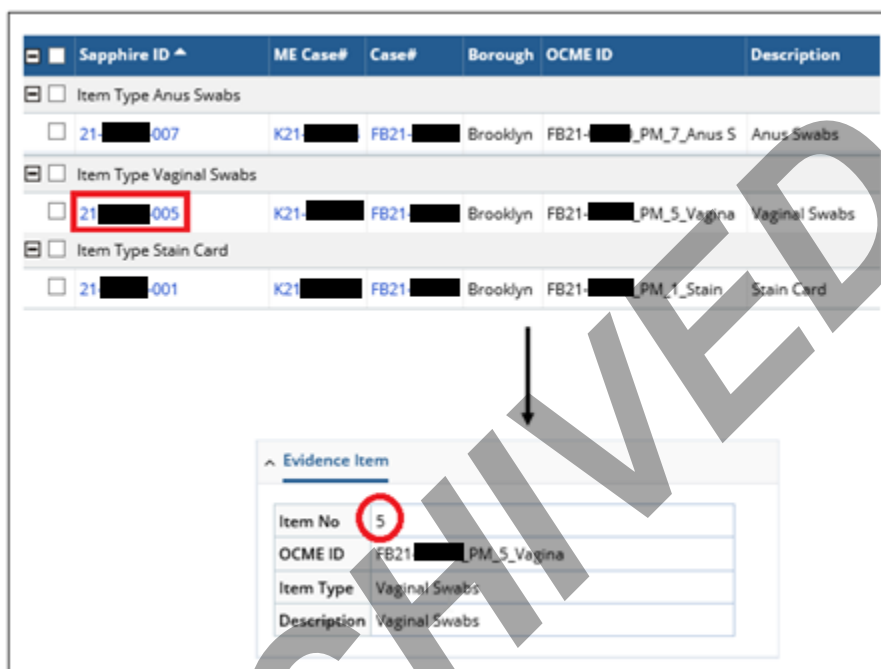 Sapphire ID ME Case# Case# Borough OCME ID Description
Item Type Anus Swabs
21- -007 K21- FB21- Brooklyn FB21- _PM_7_Anus S Anus Swabs
Item Type Vaginal Swabs
21 -005 K21- FB21- Brooklyn FB21- _PM_5_Vagina Vaginal Swabs
Item Type Stain Card
21- -001 K21 FB21- Brooklyn FB21- _PM_1_Stain Stain Card
Evidence Item
Item No 5
OCME ID FB21- _PM_5_Vagina
Item Type Vaginal Swabs
Description Vaginal Swabs
CHIVED